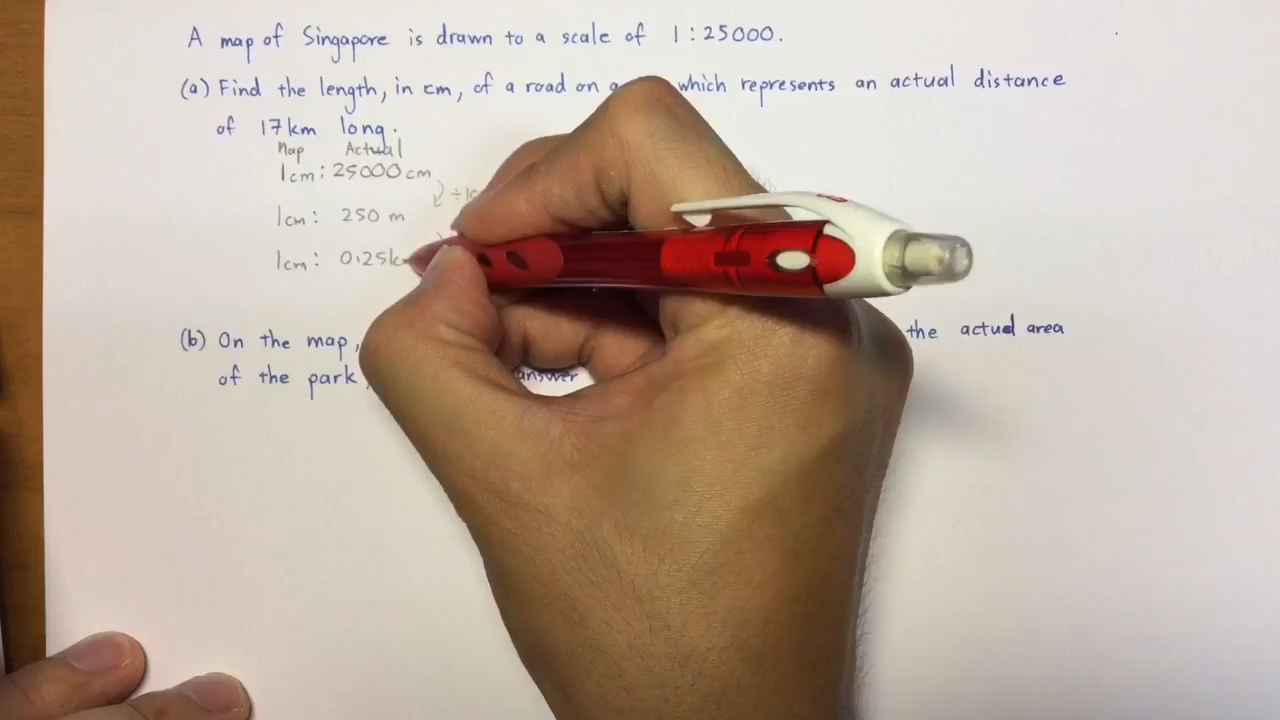 A map of Singapore is drawn to a scale of 1:25000.
(a) Find the length, in cm, of a road on a which represents an actual distance
of 17km long.
Map Actual
1cm: 25000cm
÷
1cm: 250 m
1cm: 0.25k
(b) On the map, the actual area
of the park, answer